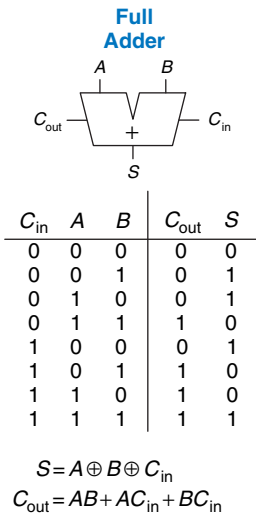 Full
Adder
A B
Cout Cin
+
S
Cin A B Cout S
0 0 0 0 0
0 0 1 0 1
0 1 0 0 1
0 1 1 1 0
1 0 0 0 1
1 0 1 1 0
1 1 0 1 0
1 1 1 1 1
S = A ⊕ B ⊕ Cin
Cout = AB + ACin + BCin